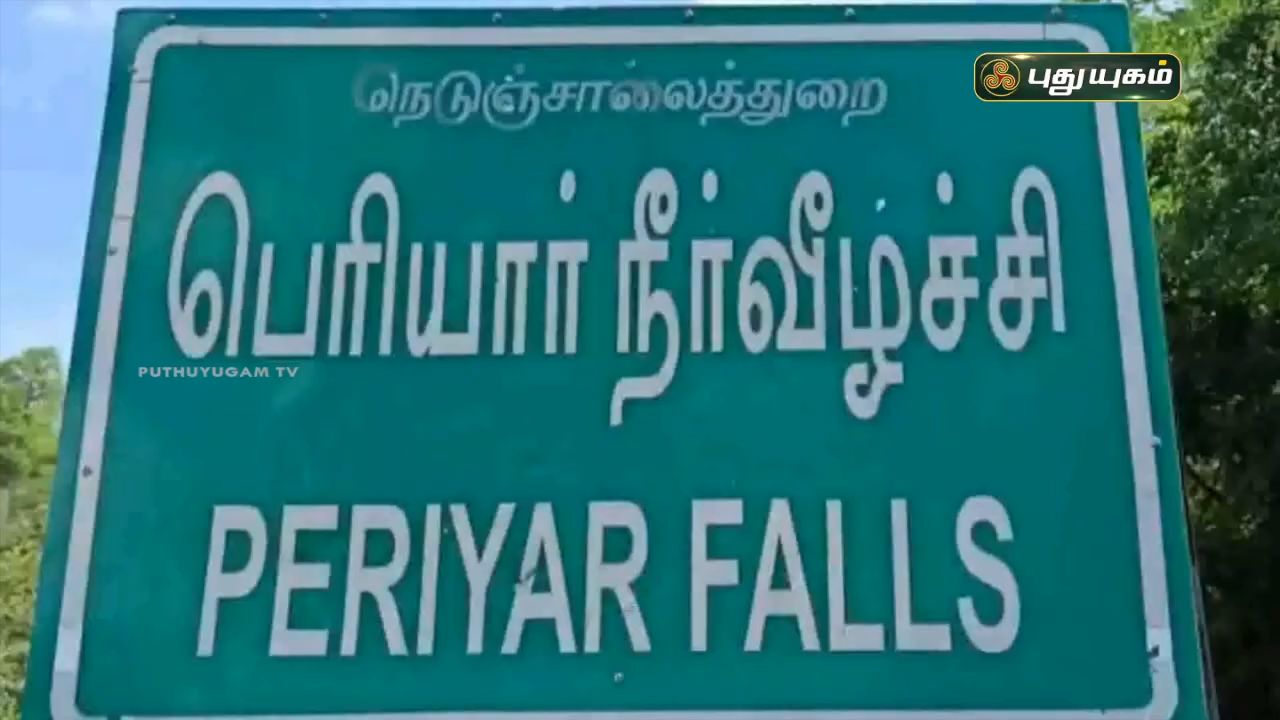 நெடுஞ்சாலைத்துறை
புதுயுகம்
பெரியார் நீர்வீழ்ச்சி
PUTHUYUGAM TV
PERIYAR FALLS